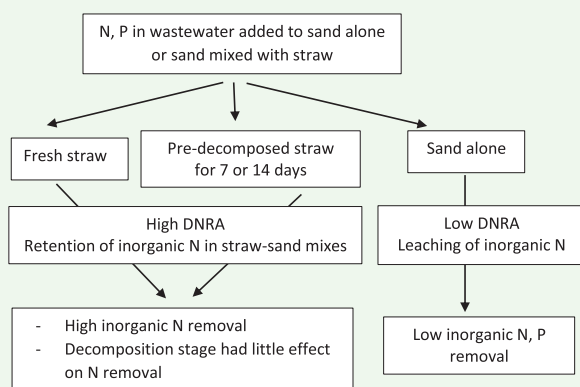 N, P in wastewater added to sand alone
or sand mixed with straw
Fresh straw
Pre-decomposed straw
for 7 or 14 days
Sand alone
High DNRA
Retention of inorganic N in straw-sand mixes
Low DNRA
Leaching of inorganic N
- High inorganic N removal
- Decomposition stage had little effect
on N removal
Low inorganic N, P
removal